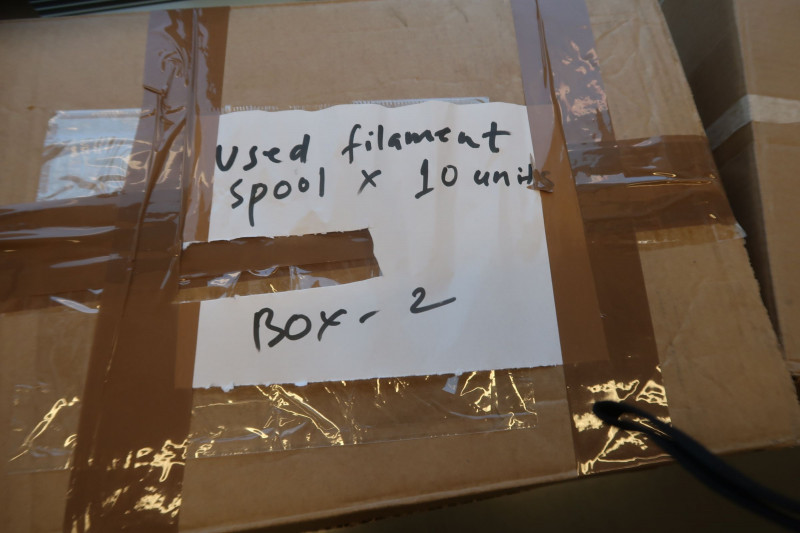 Used filament
spool x 10 units
BOX - 2